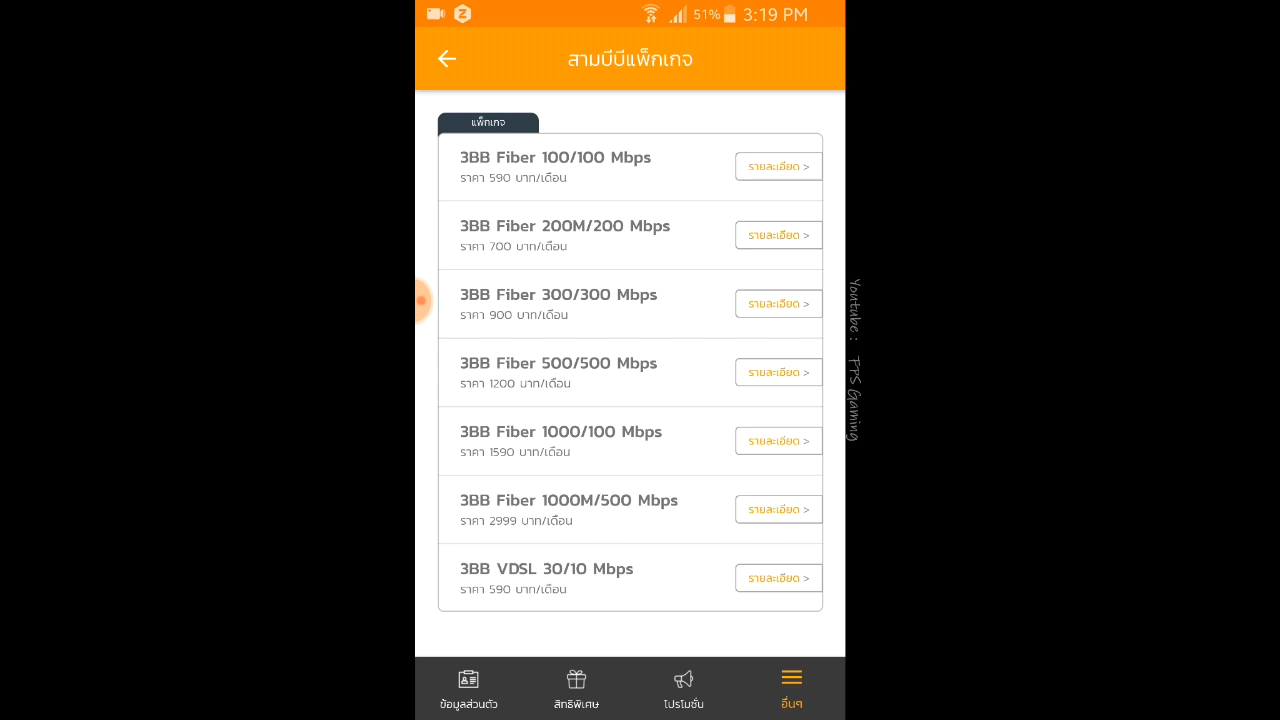 51% 3:19 PM
สามบีบีแพ็กเกจ
แพ็กเกจ
3BB Fiber 100/100 Mbps
ราคา 590 บาท/เดือน
รายละเอียด >
3BB Fiber 200M/200 Mbps
ราคา 700 บาท/เดือน
รายละเอียด >
3BB Fiber 300/300 Mbps
ราคา 900 บาท/เดือน
รายละเอียด >
3BB Fiber 500/500 Mbps
ราคา 1200 บาท/เดือน
รายละเอียด >
3BB Fiber 1000/100 Mbps
ราคา 1590 บาท/เดือน
รายละเอียด >
3BB Fiber 1000M/500 Mbps
ราคา 2999 บาท/เดือน
รายละเอียด >
3BB VDSL 30/10 Mbps
ราคา 590 บาท/เดือน
รายละเอียด >
ข้อมูลส่วนตัว
สิทธิพิเศษ
โปรโมชั่น
อื่นๆ
Youtube : FPS Gaming